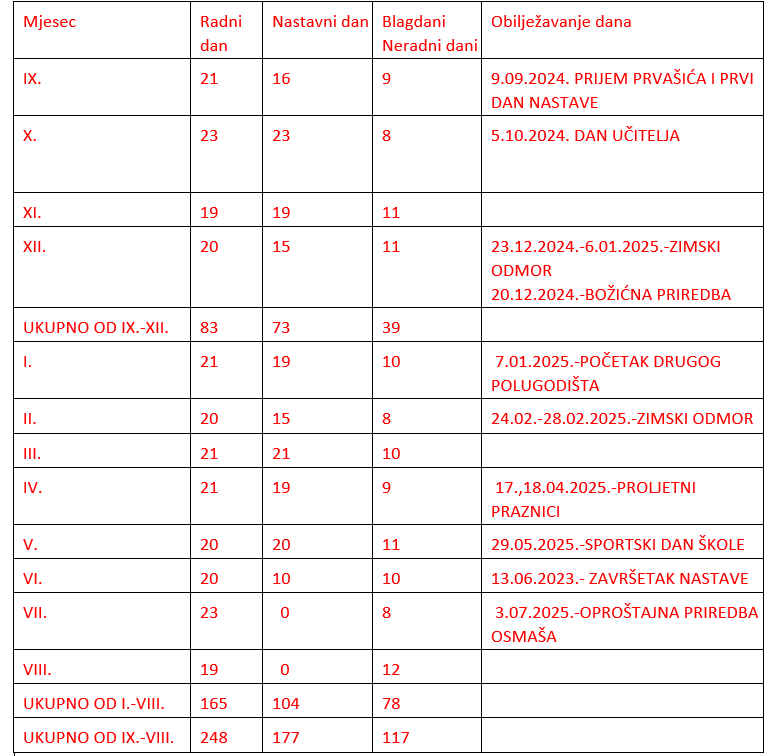 Mjesec Radni dan Nastavni dan Blagdani Neradni dani Obilježavanje dana
IX. 21 16 9 9.09.2024. PRIJEM PRVAŠIĆA I PRVI
DAN NASTAVE
X. 23 23 8 5.10.2024. DAN UČITELJA
XI. 19 19 11
XII. 20 15 11 23.12.2024.-6.01.2025.-ZIMSKI
ODMOR
20.12.2024.-BOŽIĆNA PRIREDBA
UKUPNO OD IX.-XII. 83 73 39
I. 21 19 10 7.01.2025.-POČETAK DRUGOG
POLUGODIŠTA
II. 20 15 8 24.02.-28.02.2025.-ZIMSKI ODMOR
III. 21 21 10
IV. 21 19 9 17.,18.04.2025.-PROLJETNI
PRAZNICI
V. 20 20 11 29.05.2025.-SPORTSKI DAN ŠKOLE
VI. 20 10 10 13.06.2023.- ZAVRŠETAK NASTAVE
VII. 23 0 8 3.07.2025.-OPROŠTAJNA PRIREDBA
OSMAŠA
VIII. 19 0 12
UKUPNO OD I.-VIII. 165 104 78
UKUPNO OD IX.-VIII. 248 177 117